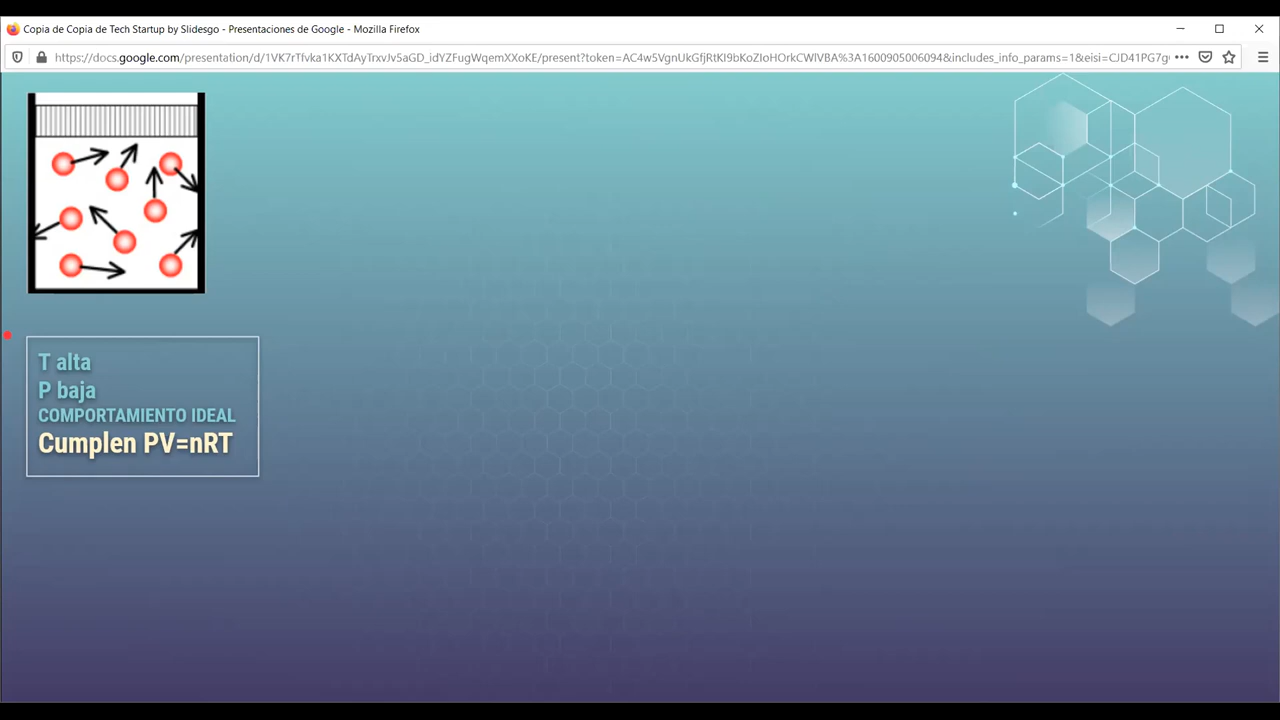 Copia de Copia de Tech Startup by Slidesgo - Presentaciones de Google - Mozilla Firefox
https://docs.google.com/presentation/d/1VK7rTfvka1KXTdAyTrxvJv5aGD_idYZFugWqemXXoKE/present?token=AC4w5VgnUkGfjRtKI9bKoZIoHOrkCWlVBA%3A1600905006094&includes_info_params=1&eisi=CJD41PG7g
T alta
P baja
COMPORTAMIENTO IDEAL
Cumplen PV=nRT